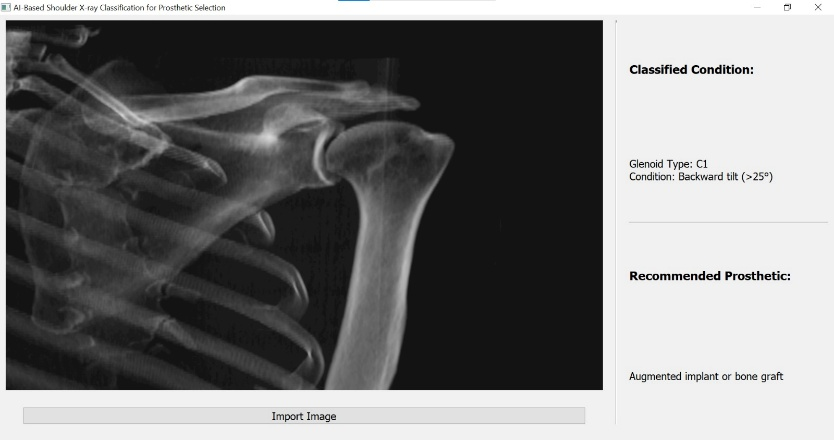 AI-Based Shoulder X-ray Classification for Prosthetic Selection
Classified Condition:
Glenoid Type: C1
Condition: Backward tilt (>25°)
Recommended Prosthetic:
Augmented implant or bone graft
Import Image